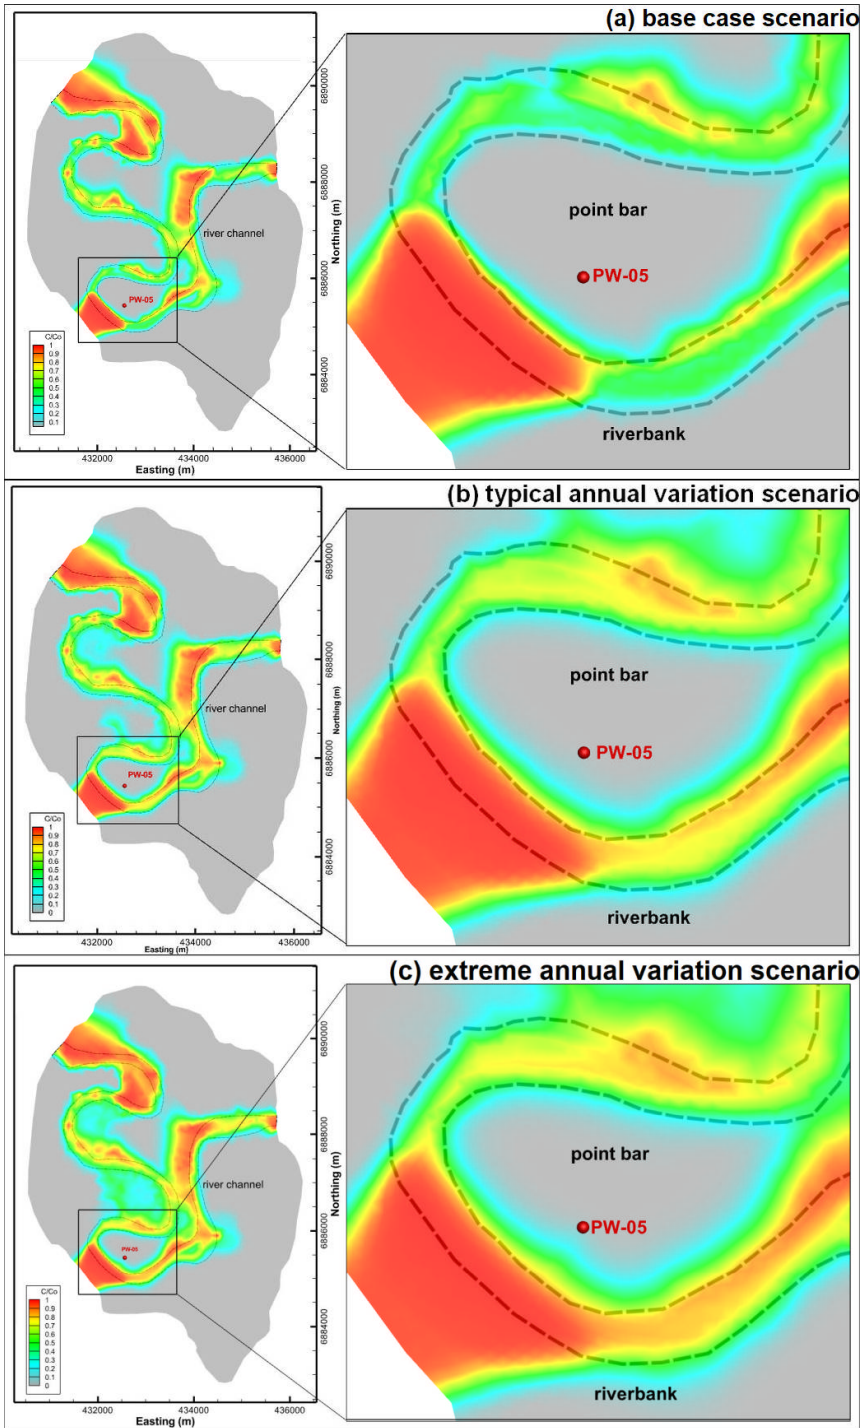 (a) base case scenario
6890000
6888000
Northing (m)
6886000
6884000
river channel
PW-05
C/Co
1
0.9
0.8
0.7
0.6
0.5
0.4
0.3
0.2
0.1
432000 434000 436000
Easting (m)
point bar
PW-05
riverbank
(b) typical annual variation scenario
6890000
6888000
Northing (m)
6886000
6884000
river channel
PW-05
C/Co
1
0.9
0.8
0.7
0.6
0.5
0.4
0.3
0.2
0.1
0
432000 434000 436000
Easting (m)
point bar
PW-05
riverbank
(c) extreme annual variation scenario
6890000
6888000
Northing (m)
6886000
6884000
river channel
PW-05
C/Co
1
0.9
0.8
0.7
0.6
0.5
0.4
0.3
0.2
0.1
0
432000 434000 436000
Easting (m)
point bar
PW-05
riverbank